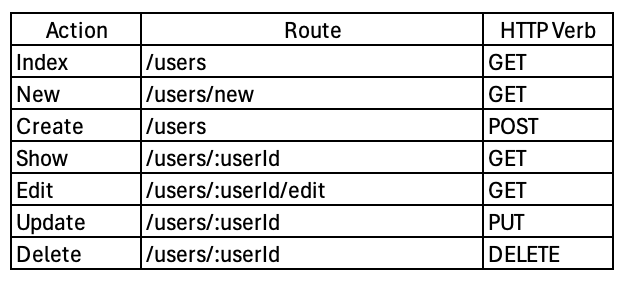 Action Route HTTP Verb
Index /users GET
New /users/new GET
Create /users POST
Show /users/:userId GET
Edit /users/:userId/edit GET
Update /users/:userId PUT
Delete /users/:userId DELETE